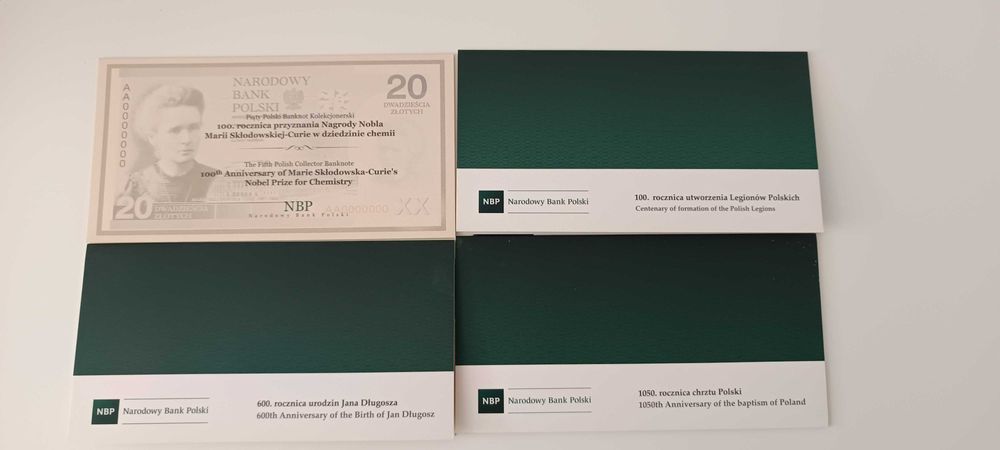 NARODOWY
BANK
POLSKI
20
DWADZIEŚCIA
ZŁOTYCH
AA0000000
Piąty Polski Banknot Kolekcjonerski
100. rocznica przyznania Nagrody Nobla
Marii Skłodowskiej-Curie w dziedzinie chemii
The Fifth Polish Collector Banknote
100th Anniversary of Marie Skłodowska-Curie's
Nobel Prize for Chemistry
20 DWADZIEŚCIA
ZŁOTYCH
NBP
Narodowy Bank Polski
AA0000000
XX
NBP Narodowy Bank Polski
100. rocznica utworzenia Legionów Polskich
Centenary of formation of the Polish Legions
NBP Narodowy Bank Polski
600. rocznica urodzin Jana Długosza
600th Anniversary of the Birth of Jan Długosz
NBP Narodowy Bank Polski
1050. rocznica chrztu Polski
1050th Anniversary of the baptism of Poland